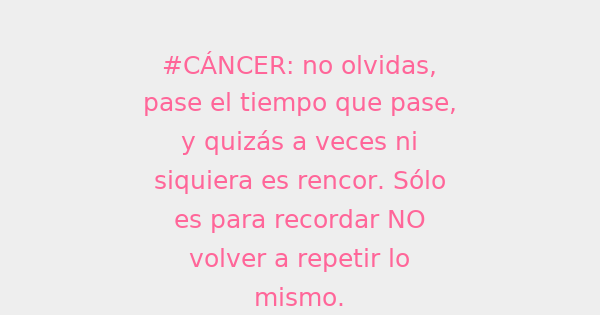 #CÁNCER: no olvidas,
pase el tiempo que pase,
y quizás a veces ni
siquiera es rencor. Sólo
es para recordar NO
volver a repetir lo
mismo.